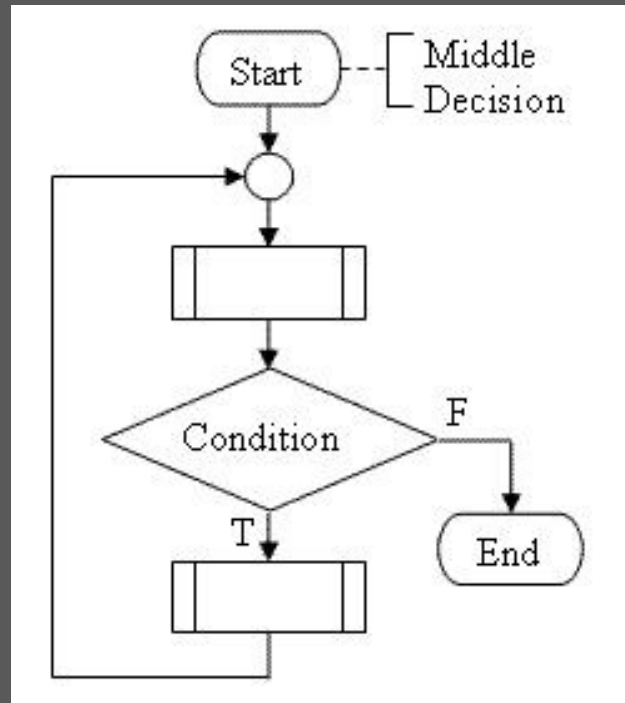 Start
Middle
Decision
Condition
F
T
End